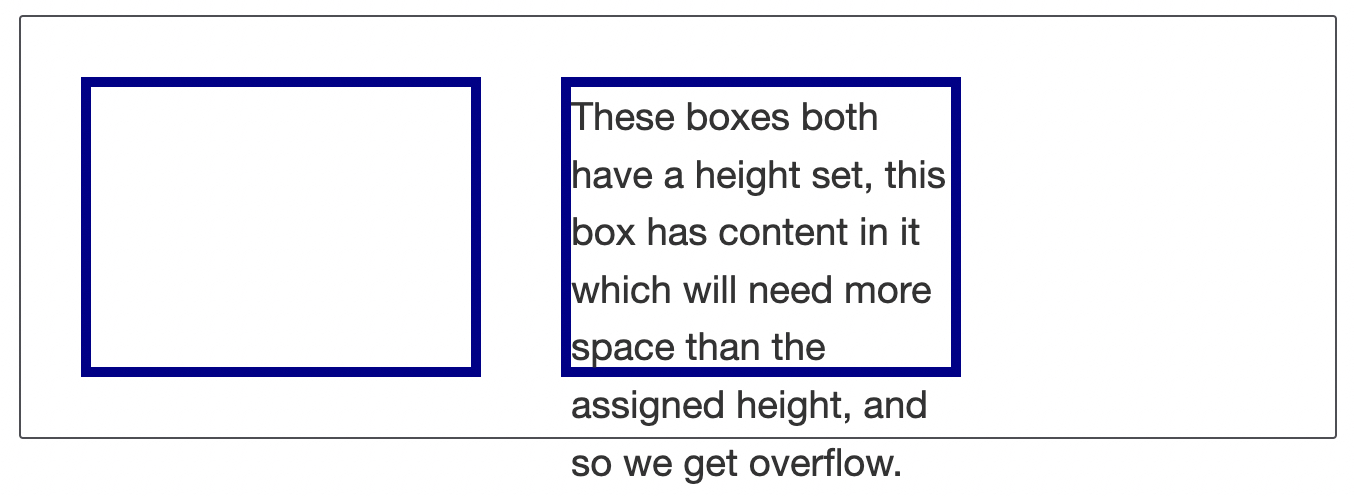 These boxes both
have a height set, this
box has content in it
which will need more
space than the
assigned height, and
so we get overflow.